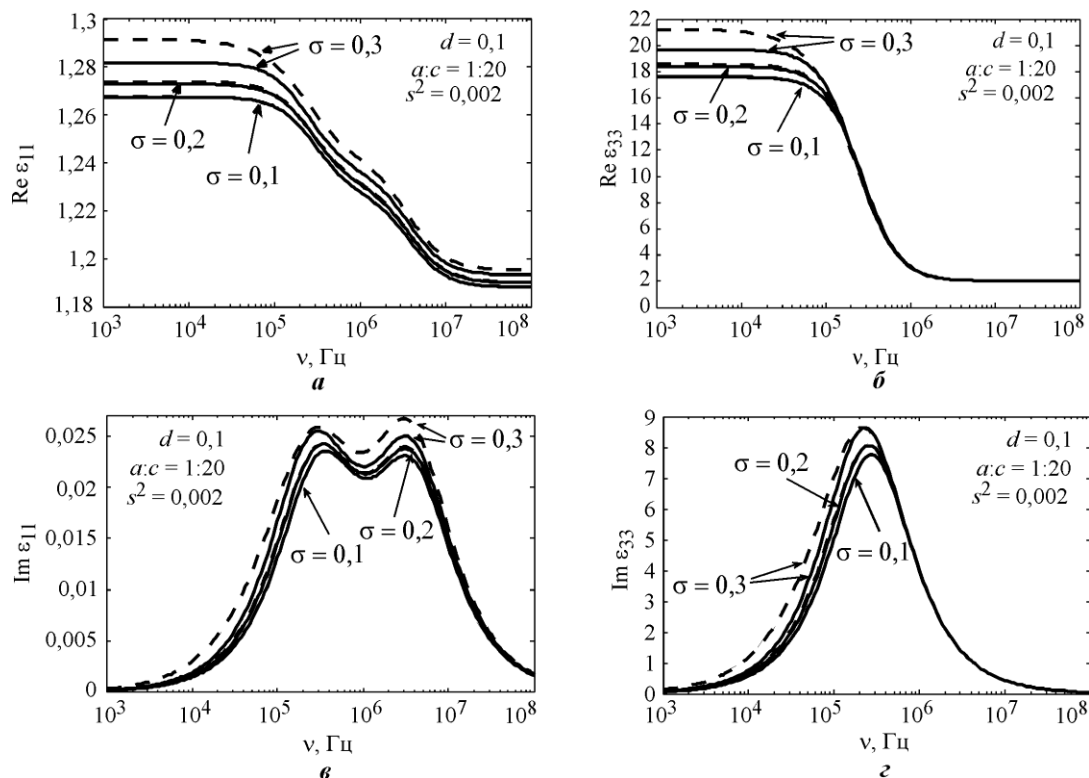 1,3
1,28
1,26
1,24
1,22
1,2
1,18
Re ε₁₁
σ = 0,3
σ = 0,2
σ = 0,1
d = 0,1
a:c = 1:20
s² = 0,002
10³ 10⁴ 10⁵ 10⁶ 10⁷ 10⁸
ν, Гц
а
22
20
18
16
14
12
10
8
6
4
2
0
Re ε₃₃
σ = 0,3
σ = 0,2
σ = 0,1
d = 0,1
a:c = 1:20
s² = 0,002
10³ 10⁴ 10⁵ 10⁶ 10⁷ 10⁸
ν, Гц
б
0,025
0,02
0,015
0,01
0,005
0
Im ε₁₁
d = 0,1
a:c = 1:20
s² = 0,002
σ = 0,3
σ = 0,2
σ = 0,1
10³ 10⁴ 10⁵ 10⁶ 10⁷ 10⁸
ν, Гц
в
9
8
7
6
5
4
3
2
1
0
Im ε₃₃
σ = 0,2
σ = 0,1
σ = 0,3
d = 0,1
a:c = 1:20
s² = 0,002
10³ 10⁴ 10⁵ 10⁶ 10⁷ 10⁸
ν, Гц
г